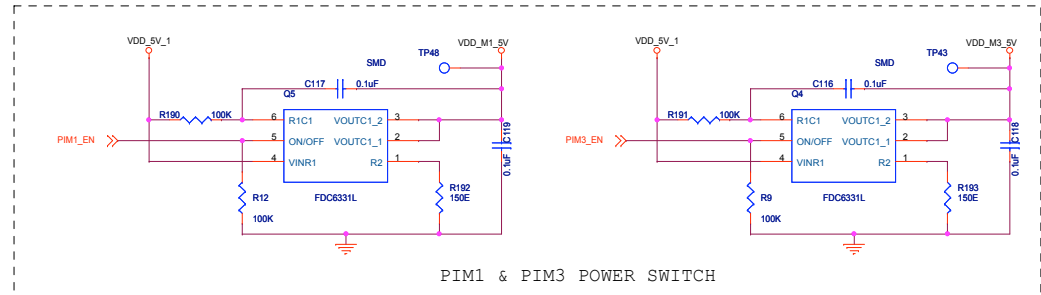 VDD_5V_1
VDD_M1_5V
TP48
SMD
C117
0.1uF
Q5
R190
100K
PIM1_EN
6
R1C1
VOUTC1_2
3
5
ON/OFF
VOUTC1_1
2
4
VINR1
R2
1
C119
0.1uF
R12
100K
FDC6331L
R192
150E
VDD_5V_1
VDD_M3_5V
TP43
SMD
C116
0.1uF
Q4
R191
100K
PIM3_EN
6
R1C1
VOUTC1_2
3
5
ON/OFF
VOUTC1_1
2
4
VINR1
R2
1
C118
0.1uF
R9
100K
FDC6331L
R193
150E
PIM1 & PIM3 POWER SWITCH